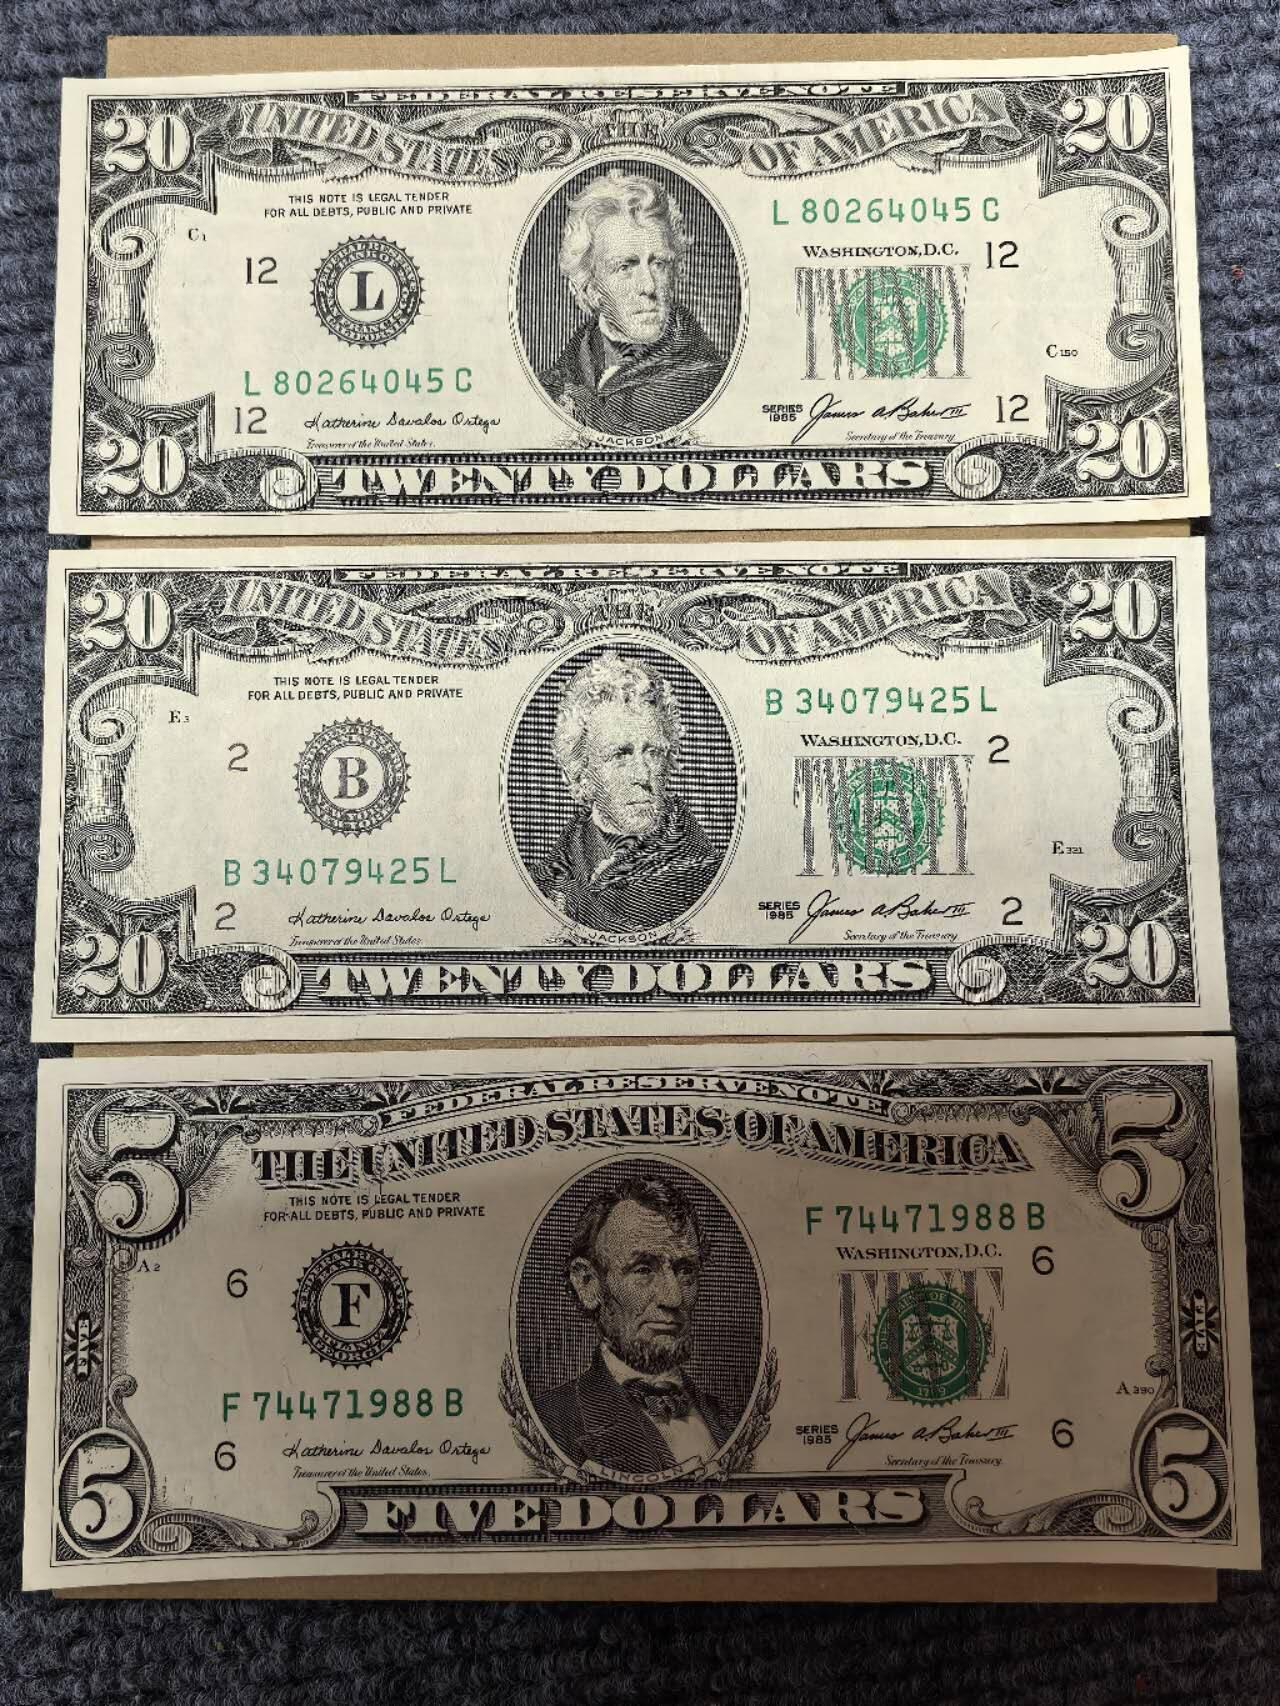 FEDERAL RESERVE NOTE
20 UNITED STATES THE OF AMERICA 20
THIS NOTE IS LEGAL TENDER
FOR ALL DEBTS, PUBLIC AND PRIVATE
L 80264045 C
C1
WASHINGTON, D.C.
12 L 12
C150
L 80264045 C
12 Katherine Davalos Ortega
Treasurer of the United States.
SERIES
1985
James A Baker III 12
Secretary of the Treasury
JACKSON
20 TWENTY DOLLARS 20
FEDERAL RESERVE NOTE
20 UNITED STATES THE OF AMERICA 20
THIS NOTE IS LEGAL TENDER
FOR ALL DEBTS, PUBLIC AND PRIVATE
B 34079425 L
E3
WASHINGTON, D.C.
2 B 2
E321
B 34079425 L
2 Katherine Davalos Ortega
Treasurer of the United States.
SERIES
1985
James A Baker III 2
Secretary of the Treasury
JACKSON
20 TWENTY DOLLARS 20
FEDERAL RESERVE NOTE
5 THE UNITED STATES OF AMERICA 5
THIS NOTE IS LEGAL TENDER
FOR ALL DEBTS, PUBLIC AND PRIVATE
F 74471988 B
WASHINGTON, D.C.
A2
6 F 6
FIVE FIVE
1789
A390
F 74471988 B
6 Katherine Davalos Ortega
Treasurer of the United States.
SERIES
1985
James A. Baker III 6
Secretary of the Treasury.
LINCOLN
5 FIVE DOLLARS 5